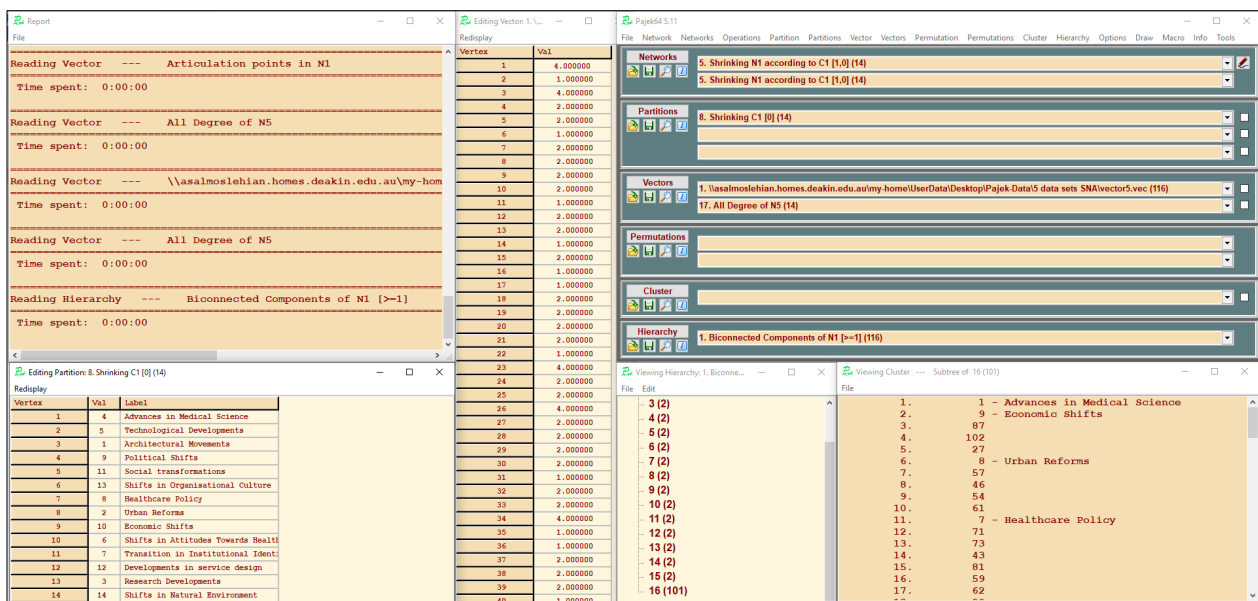 Report
File
Reading Vector --- Articulation points in N1
Time spent: 0:00:00
Reading Vector --- All Degree of N5
Time spent: 0:00:00
Reading Vector --- \\asalmoslehian.homes.deakin.edu.au\my-hom
Time spent: 0:00:00
Reading Vector --- All Degree of N5
Time spent: 0:00:00
Reading Hierarchy --- Biconnected Components of N1 [>=1]
Time spent: 0:00:00
Editing Vector: 1. \...
Redisplay
Vertex Val
1 4.000000
2 1.000000
3 4.000000
4 2.000000
5 2.000000
6 1.000000
7 2.000000
8 2.000000
9 2.000000
10 2.000000
11 1.000000
12 2.000000
13 2.000000
14 1.000000
15 2.000000
16 1.000000
17 1.000000
18 2.000000
19 2.000000
20 2.000000
21 2.000000
22 1.000000
23 4.000000
24 2.000000
25 2.000000
26 4.000000
27 2.000000
28 2.000000
29 2.000000
30 2.000000
31 1.000000
32 2.000000
33 2.000000
34 4.000000
35 1.000000
36 1.000000
37 2.000000
38 2.000000
39 2.000000
40 1.000000
Pajek64 5.11
File Network Networks Operations Partition Partitions Vector Vectors Permutation Permutations Cluster Hierarchy Options Draw Macro Info Tools
Networks
5. Shrinking N1 according to C1 [1,0] (14)
5. Shrinking N1 according to C1 [1,0] (14)
Partitions
8. Shrinking C1 [0] (14)
Vectors
1. \\asalmoslehian.homes.deakin.edu.au\my-home\UserData\Desktop\Pajek-Data\5 data sets SNA\vector5.vec (116)
17. All Degree of N5 (14)
Permutations
Cluster
Hierarchy
1. Biconnected Components of N1 [>=1] (116)
Editing Partition: 8. Shrinking C1 [0] (14)
Redisplay
Vertex Val Label
1 4 Advances in Medical Science
2 5 Technological Developments
3 1 Architectural Movements
4 9 Political Shifts
5 11 Social transformations
6 13 Shifts in Organisational Culture
7 8 Healthcare Policy
8 2 Urban Reforms
9 10 Economic Shifts
10 6 Shifts in Attitudes Towards Healt
11 7 Transition in Institutional Ident
12 12 Developments in service design
13 3 Research Developments
14 14 Shifts in Natural Environment
Viewing Hierarchy: 1. Biconne...
File Edit
3 (2)
4 (2)
5 (2)
6 (2)
7 (2)
8 (2)
9 (2)
10 (2)
11 (2)
12 (2)
13 (2)
14 (2)
15 (2)
16 (101)
Viewing Cluster --- Subtree of 16 (101)
File
1. 1 - Advances in Medical Science
2. 9 - Economic Shifts
3. 87
4. 102
5. 27
6. 8 - Urban Reforms
7. 57
8. 46
9. 54
10. 61
11. 7 - Healthcare Policy
12. 71
13. 73
14. 43
15. 81
16. 59
17. 62